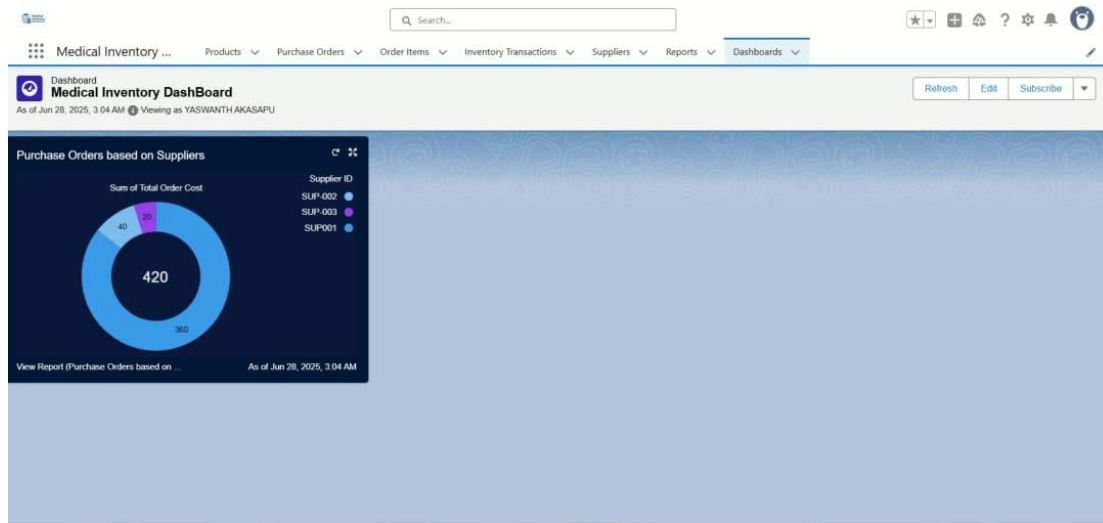 Search...
Medical Inventory ...
Products
Purchase Orders
Order Items
Inventory Transactions
Suppliers
Reports
Dashboards
Dashboard
Medical Inventory DashBoard
As of Jun 28, 2025, 3:04 AM Viewing as YASWANTH AKASAPU
Refresh
Edit
Subscribe
Purchase Orders based on Suppliers
Sum of Total Order Cost
Supplier ID
SUP-002
SUP-003
SUP001
20
40
420
360
View Report (Purchase Orders based on ...
As of Jun 28, 2025, 3:04 AM